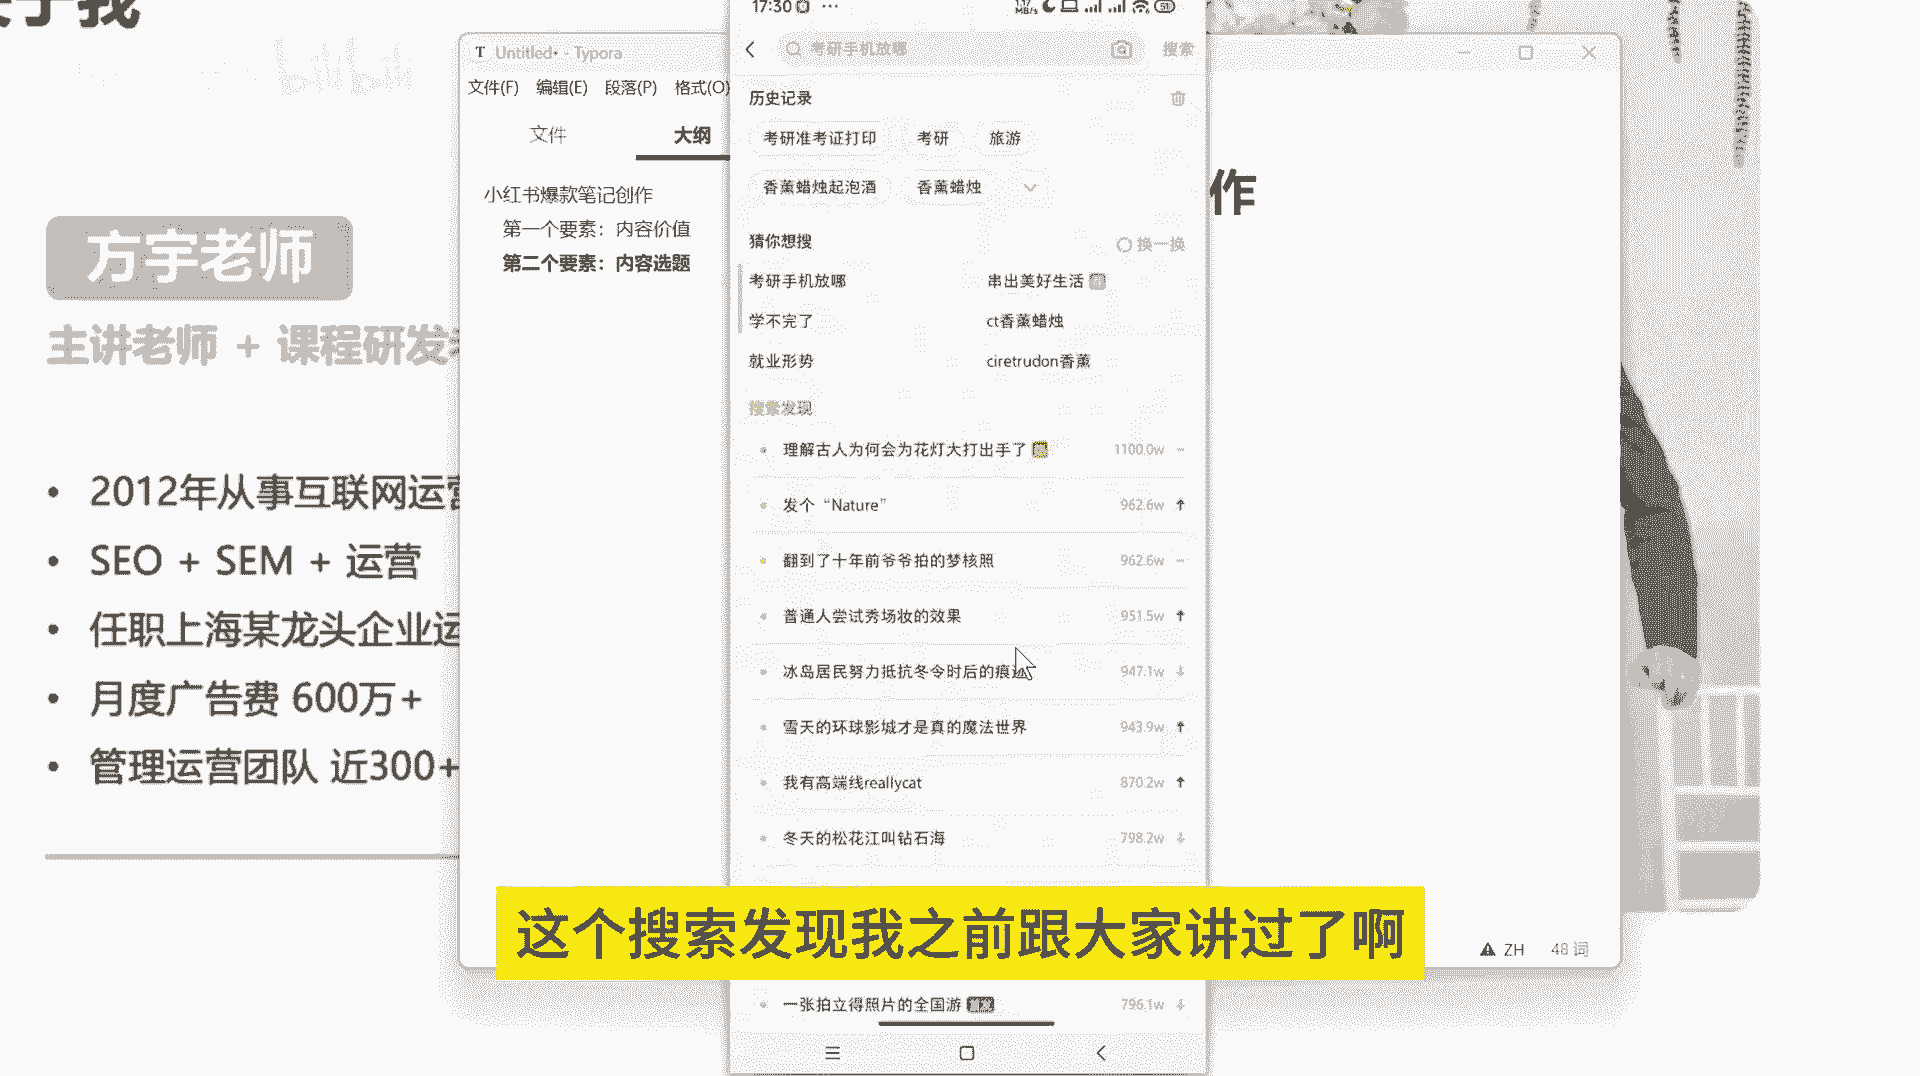 于我
bilibili
方宇老师
主讲老师 + 课程研发
2012年从事互联网运营
SEO + SEM + 运营
任职上海某龙头企业运
月度广告费 600万+
管理运营团队 近300+
Untitled• - Typora
文件(F) 编辑(E) 段落(P) 格式(O)
文件 大纲
小红书爆款笔记创作
第一个要素：内容价值
第二个要素：内容选题
作
17:30
考研手机放哪 搜索
历史记录
考研准考证打印 考研 旅游
香薰蜡烛起泡酒 香薰蜡烛
猜你想搜 换一换
考研手机放哪 串出美好生活
学不完了 ct香薰蜡烛
就业形势 ciretrudon香薰
搜索发现
理解古人为何会为花灯大打出手了 1100.0w
发个“Nature” 962.6w
翻到了十年前爷爷拍的梦核照 962.6w
普通人尝试秀场妆的效果 951.5w
冰岛居民努力抵抗冬令时后的痕迹 947.1w
雪天的环球影城才是真的魔法世界 943.9w
我有高端线reallycat 870.2w
冬天的松花江叫钻石海 798.2w
这个搜索发现我之前跟大家讲过了啊
一张拍立得照片的全国游 796.1w
ZH 48 词